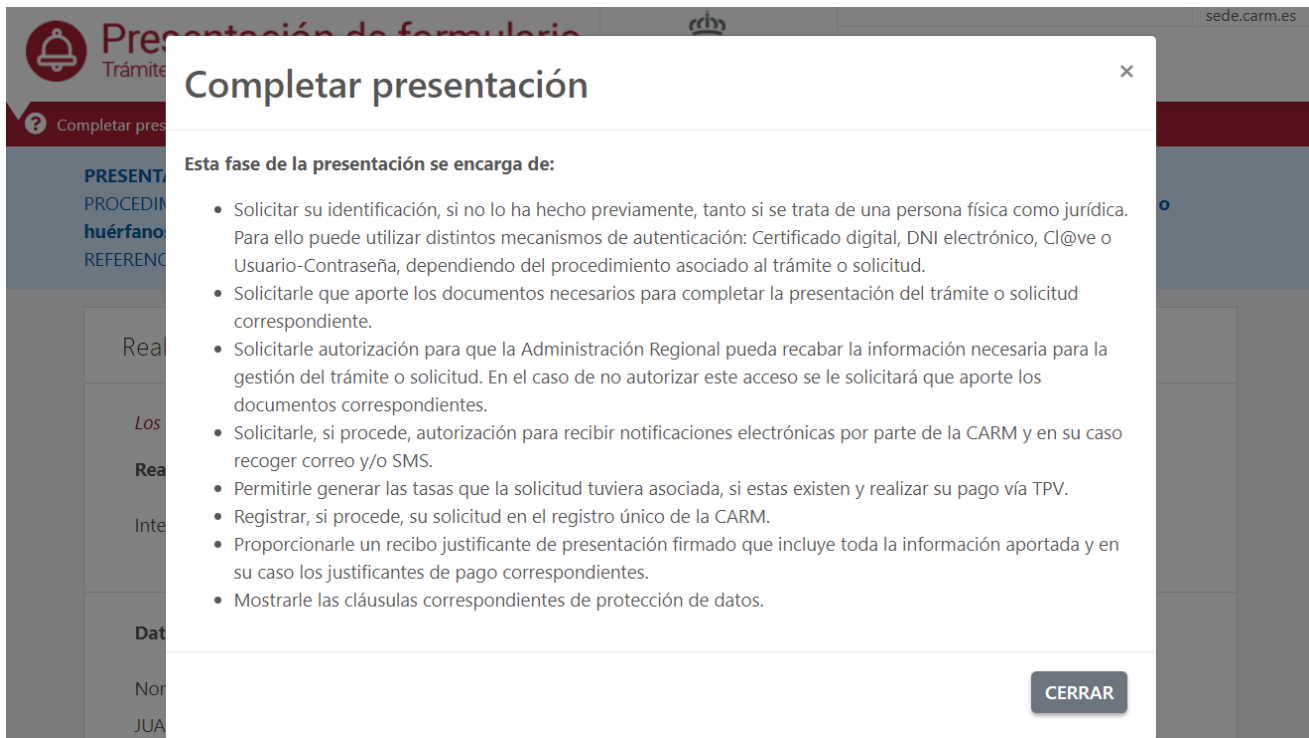 sede.carm.es
Presentación de formulario
Trámite
Completar presentación
×
Completar pres
Esta fase de la presentación se encarga de:
PRESENTA
PROCEDIM
o
huérfanos
REFERENC
• Solicitar su identificación, si no lo ha hecho previamente, tanto si se trata de una persona física como jurídica.
Para ello puede utilizar distintos mecanismos de autenticación: Certificado digital, DNI electrónico, Cl@ve o
Usuario-Contraseña, dependiendo del procedimiento asociado al trámite o solicitud.
• Solicitarle que aporte los documentos necesarios para completar la presentación del trámite o solicitud
correspondiente.
Real
• Solicitarle autorización para que la Administración Regional pueda recabar la información necesaria para la
gestión del trámite o solicitud. En el caso de no autorizar este acceso se le solicitará que aporte los
documentos correspondientes.
Los
• Solicitarle, si procede, autorización para recibir notificaciones electrónicas por parte de la CARM y en su caso
recoger correo y/o SMS.
Rea
• Permitirle generar las tasas que la solicitud tuviera asociada, si estas existen y realizar su pago vía TPV.
• Registrar, si procede, su solicitud en el registro único de la CARM.
Inte
• Proporcionarle un recibo justificante de presentación firmado que incluye toda la información aportada y en
su caso los justificantes de pago correspondientes.
• Mostrarle las cláusulas correspondientes de protección de datos.
Dat
Nor
JUA
CERRAR